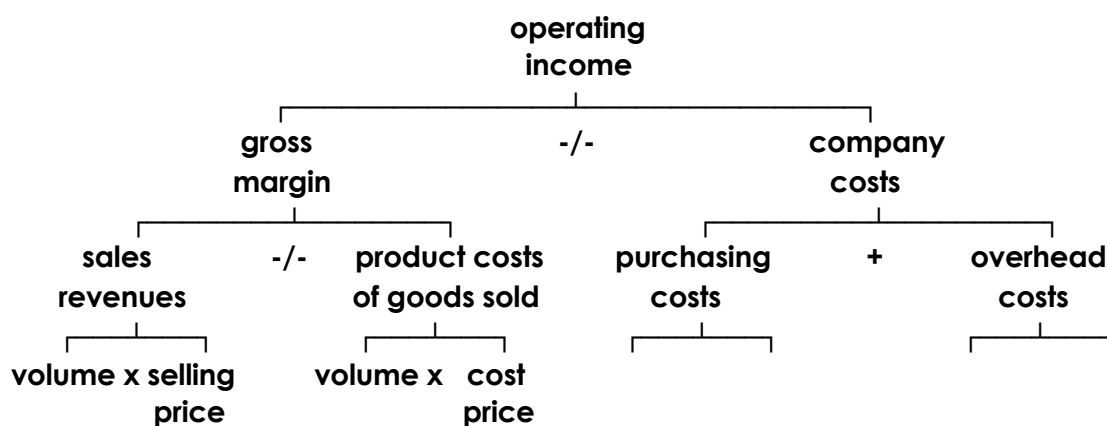 operating
income
gross -/- company
margin costs
sales -/- product costs purchasing + overhead
revenues of goods sold costs costs
volume x selling volume x cost
price price